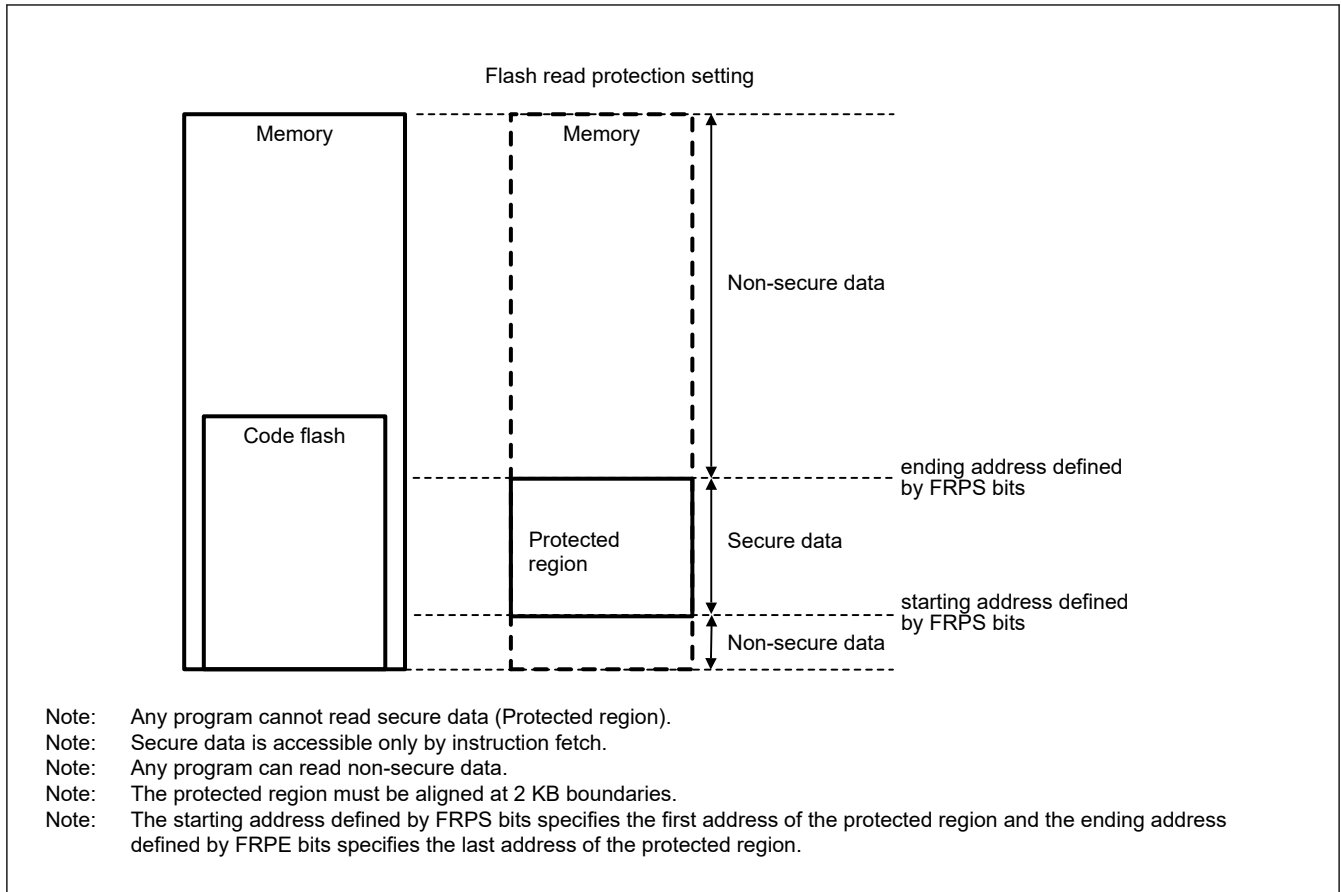 Flash read protection setting
Memory
Memory
Non-secure data
Code flash
ending address defined
by FRPS bits
Protected
region
Secure data
starting address defined
by FRPS bits
Non-secure data
Note: Any program cannot read secure data (Protected region).
Note: Secure data is accessible only by instruction fetch.
Note: Any program can read non-secure data.
Note: The protected region must be aligned at 2 KB boundaries.
Note: The starting address defined by FRPS bits specifies the first address of the protected region and the ending address
defined by FRPE bits specifies the last address of the protected region.